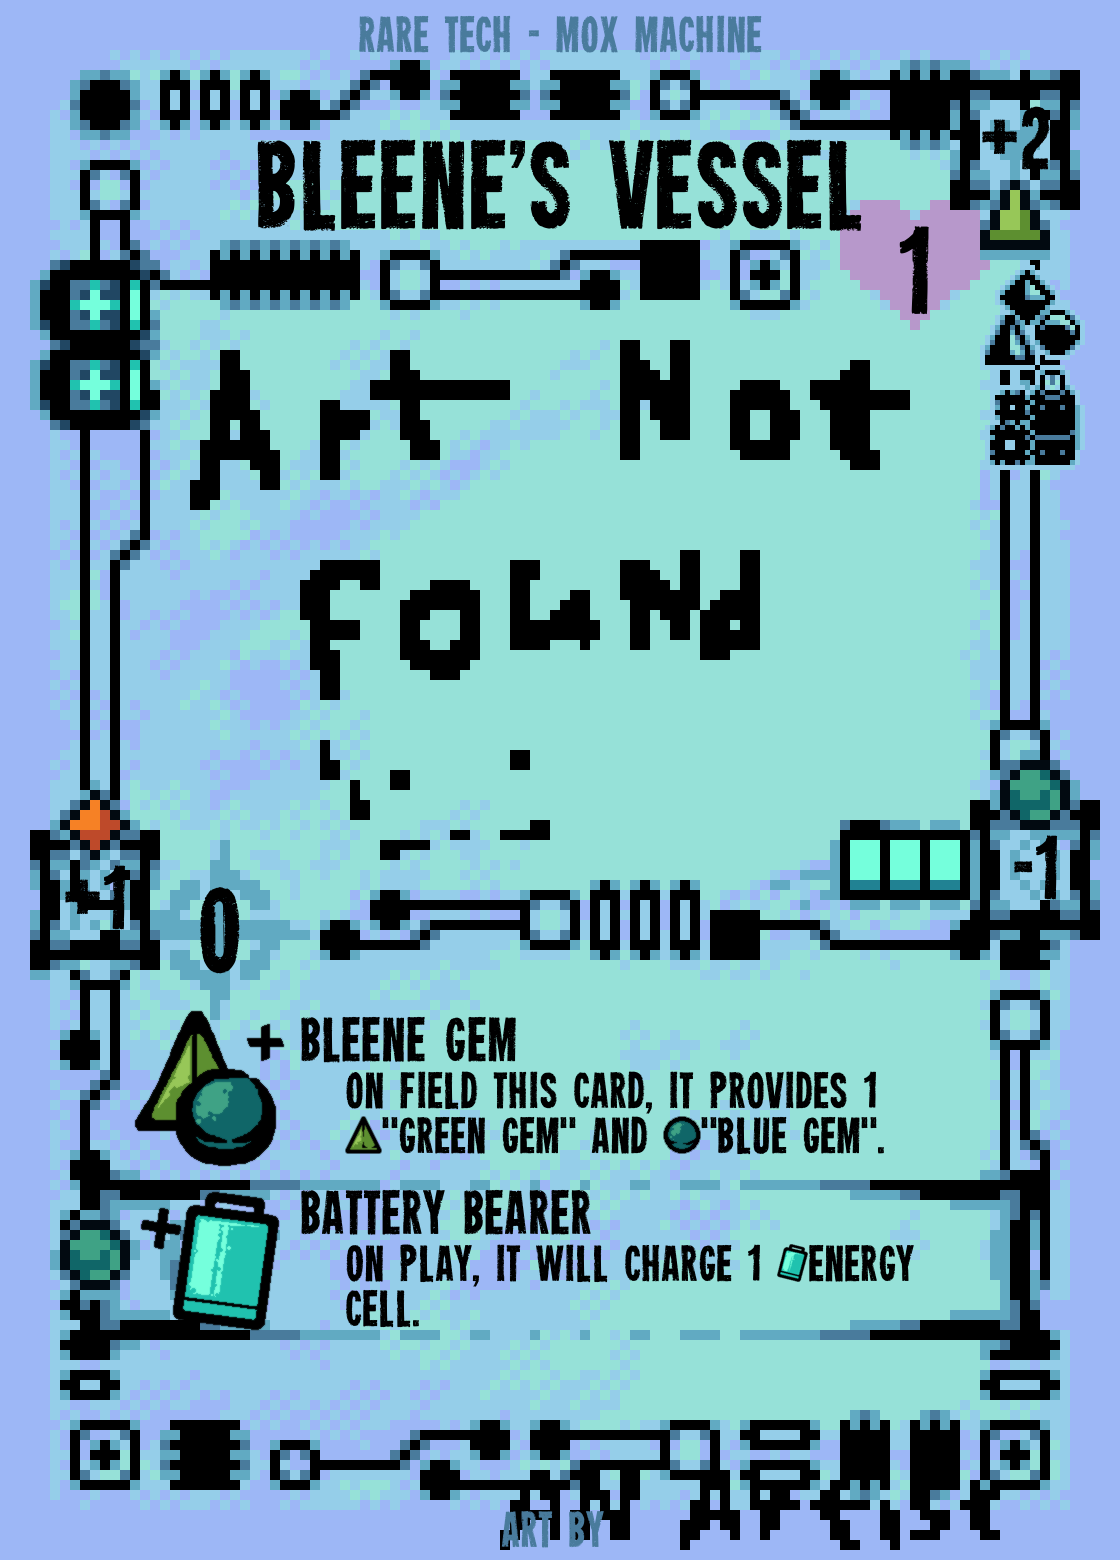 RARE TECH - MOX MACHINE
+2
BLEENE'S VESSEL
1
Art Not
Found
-1
+1
0
+ BLEENE GEM
ON FIELD THIS CARD, IT PROVIDES 1
"GREEN GEM" AND "BLUE GEM".
+ BATTERY BEARER
ON PLAY, IT WILL CHARGE 1 ENERGY
CELL.
ART BY